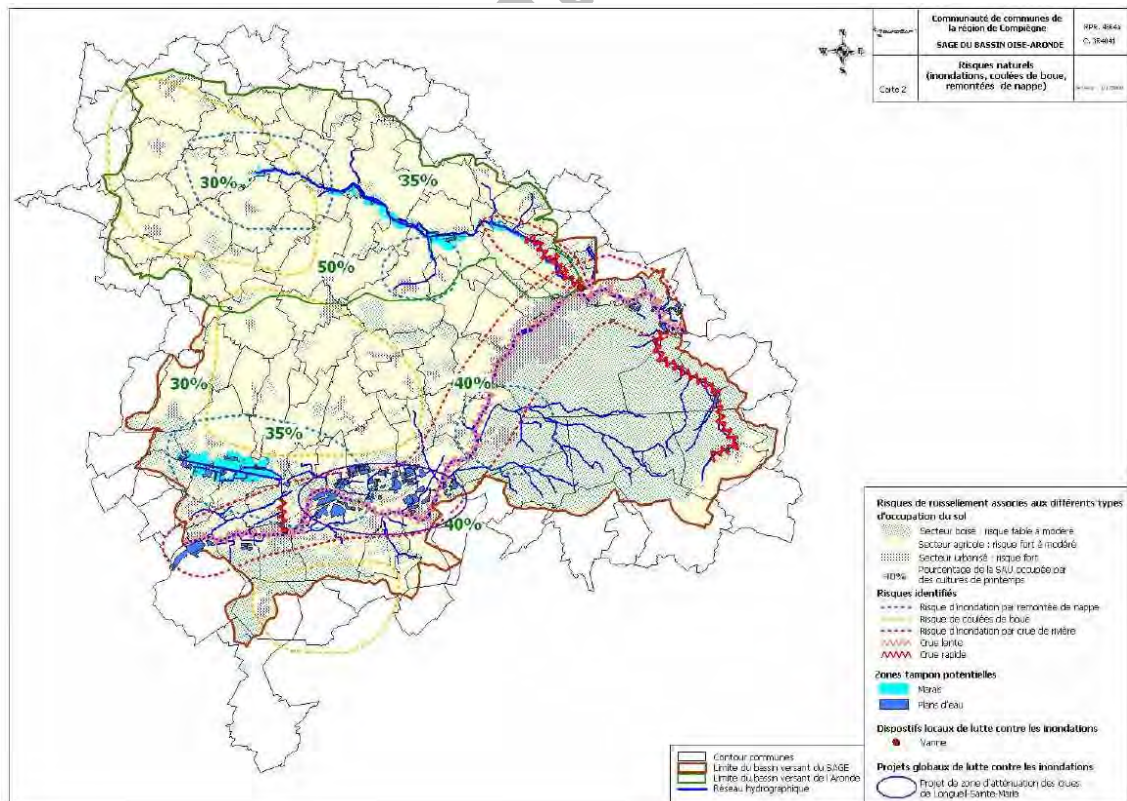 Communauté de communes de
la région de Compiègne
SAGE DU BASSIN OISE-ARONDE
Carte 2
Risques naturels
(inondations, coulées de boue,
remontées de nappe)
30%
35%
50%
30%
40%
35%
40%
Risques de ruissellement associés aux différents types
d'occupation du sol
Secteur boisé : risque faible à modéré
Secteur agricole : risque fort à modéré
Secteur urbanisé : risque fort
40% Pourcentage de la SAU occupée par
des cultures de printemps
Risques identifiés
Risque d'inondation par remontée de nappe
Risque de coulées de boue
Risque d'inondation par crue de rivière
Crue lente
Crue rapide
Zones tampon potentielles
Marais
Plans d'eau
Dispostifs locaux de lutte contre les inondations
Vanne
Projets globaux de lutte contre les inondations
Projet de zone d'atténuation des crues
de Longueil-Sainte-Marie
Contour communes
Limite du bassin versant du SAGE
Limite du bassin versant de l'Aronde
Réseau hydrographique